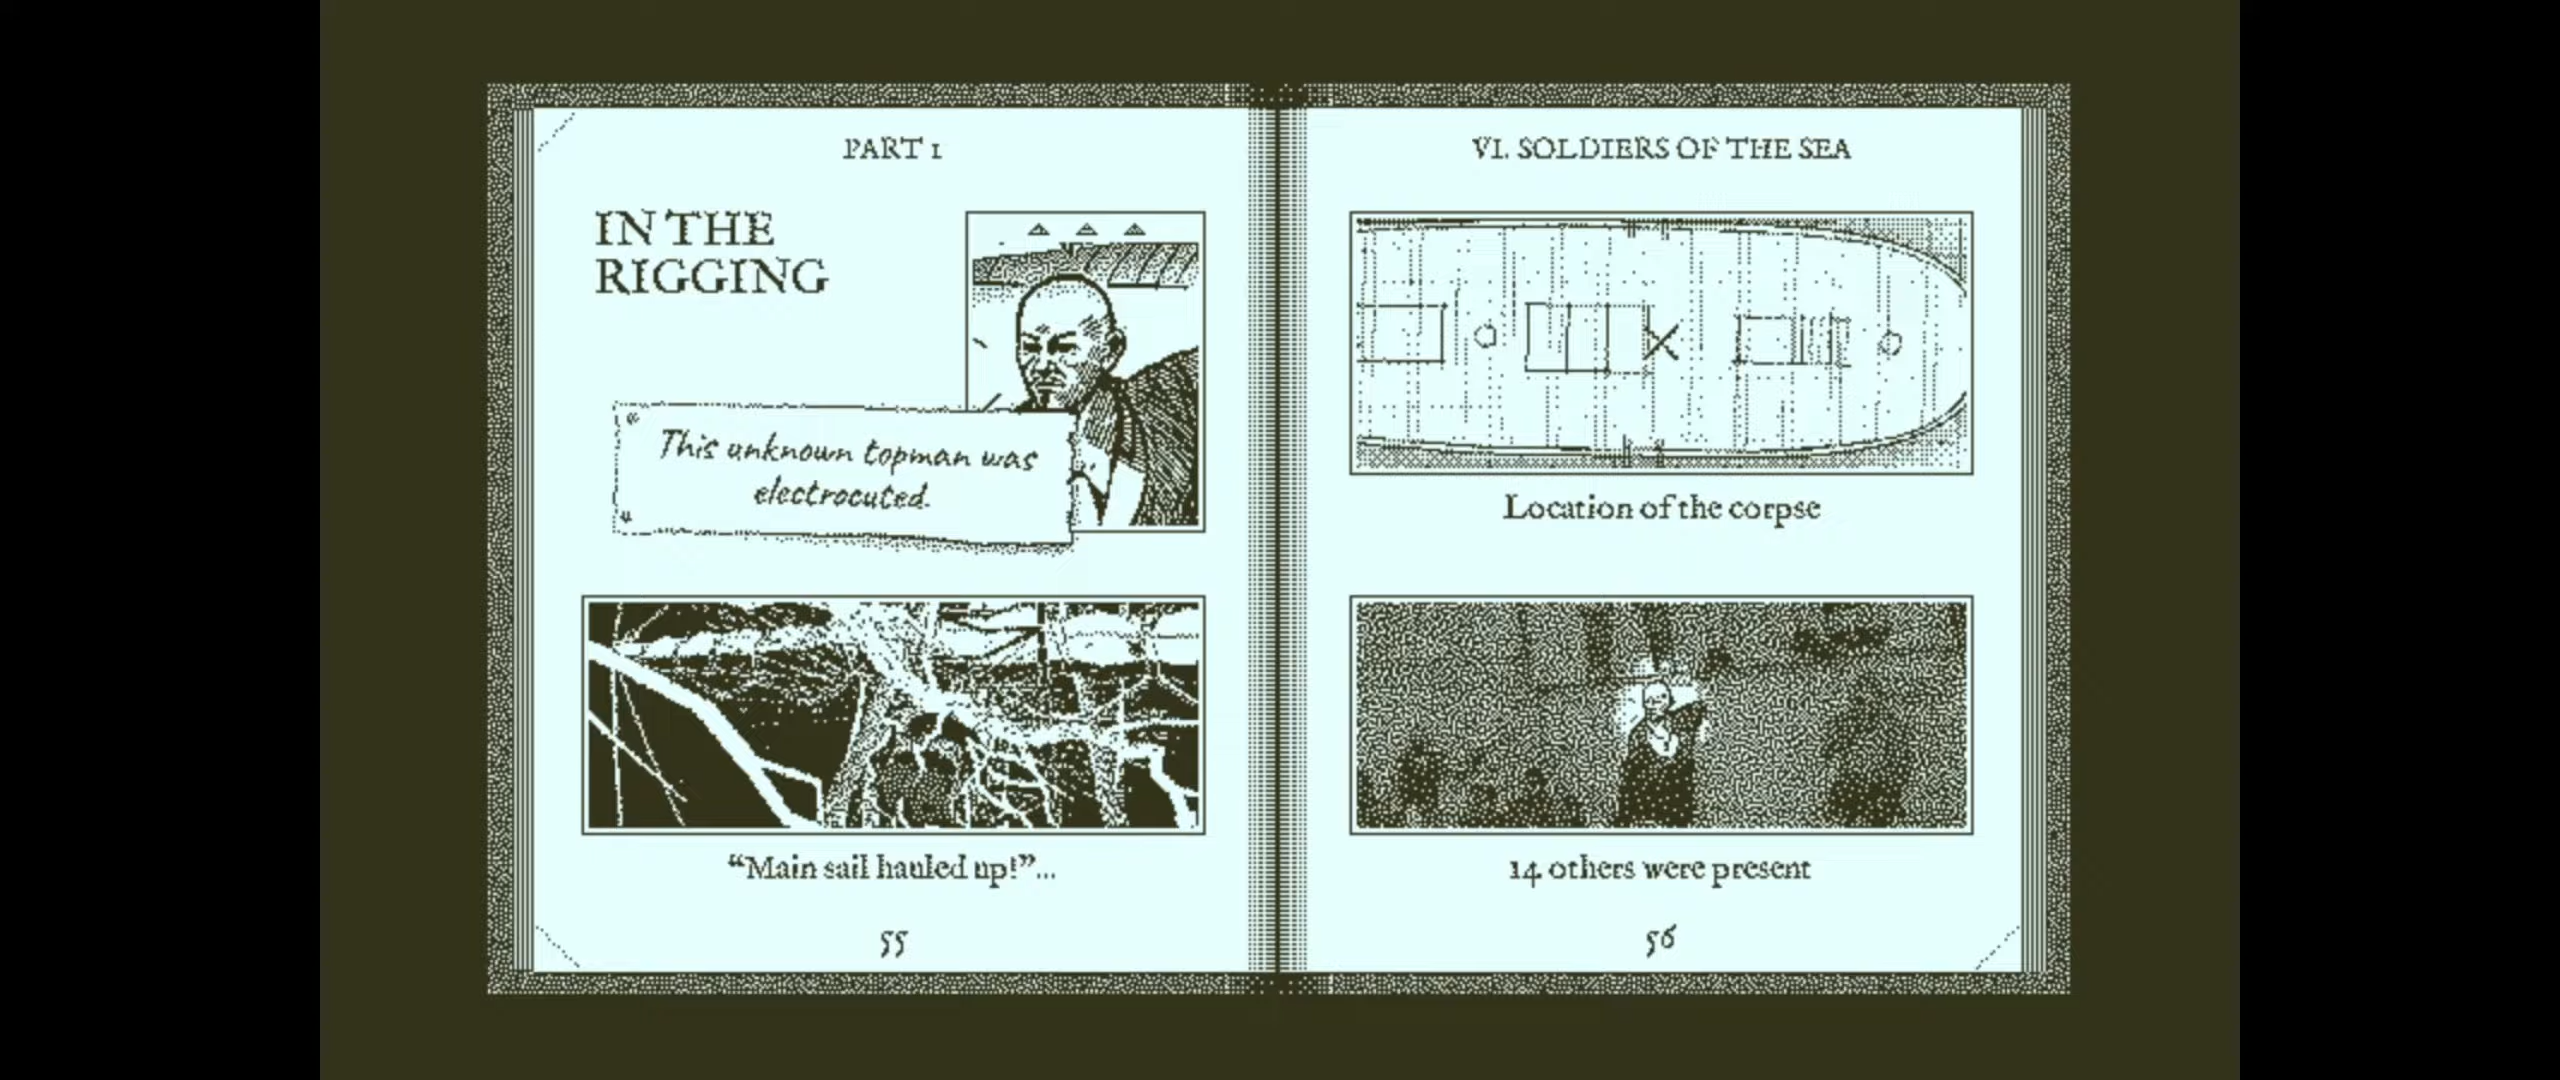 PART 1
IN THE
RIGGING
This unknown topman was
electrocuted.
“Main sail hauled up!”...
55
VI. SOLDIERS OF THE SEA
Location of the corpse
14 others were present
56